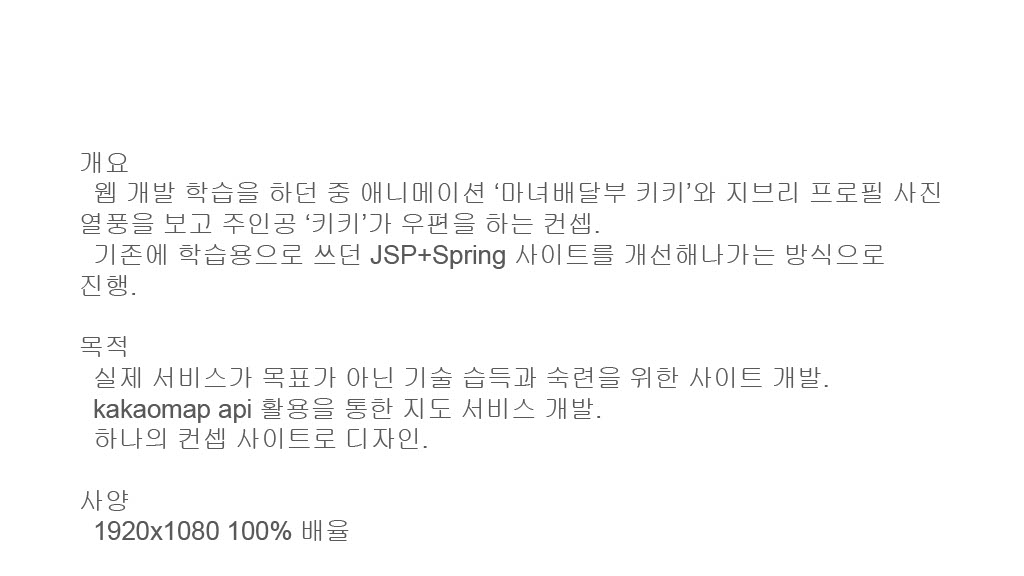 개요
웹 개발 학습을 하던 중 애니메이션 ‘마녀배달부 키키’와 지브리 프로필 사진
열풍을 보고 주인공 ‘키키’가 우편을 하는 컨셉.
기존에 학습용으로 쓰던 JSP+Spring 사이트를 개선해나가는 방식으로
진행.
목적
실제 서비스가 목표가 아닌 기술 습득과 숙련을 위한 사이트 개발.
kakaomap api 활용을 통한 지도 서비스 개발.
하나의 컨셉 사이트로 디자인.
사양
1920x1080 100% 배율